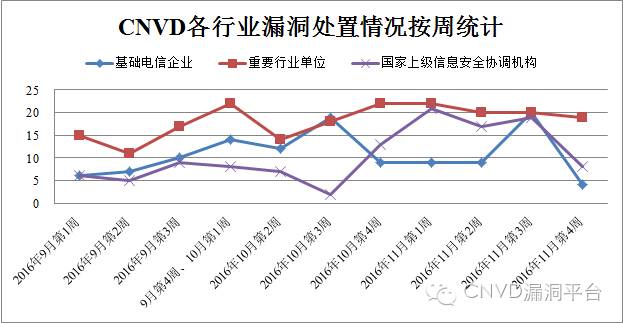 CNVD各行业漏洞处置情况按周统计
基础电信企业 重要行业单位 国家上级信息安全协调机构
25
20
15
10
5
0
2016年9月第1周
2016年9月第2周
2016年9月第3周
9月第4周、10月第1周
2016年10月第2周
2016年10月第3周
2016年10月第4周
2016年11月第1周
2016年11月第2周
2016年11月第3周
2016年11月第4周
CNVD漏洞平台